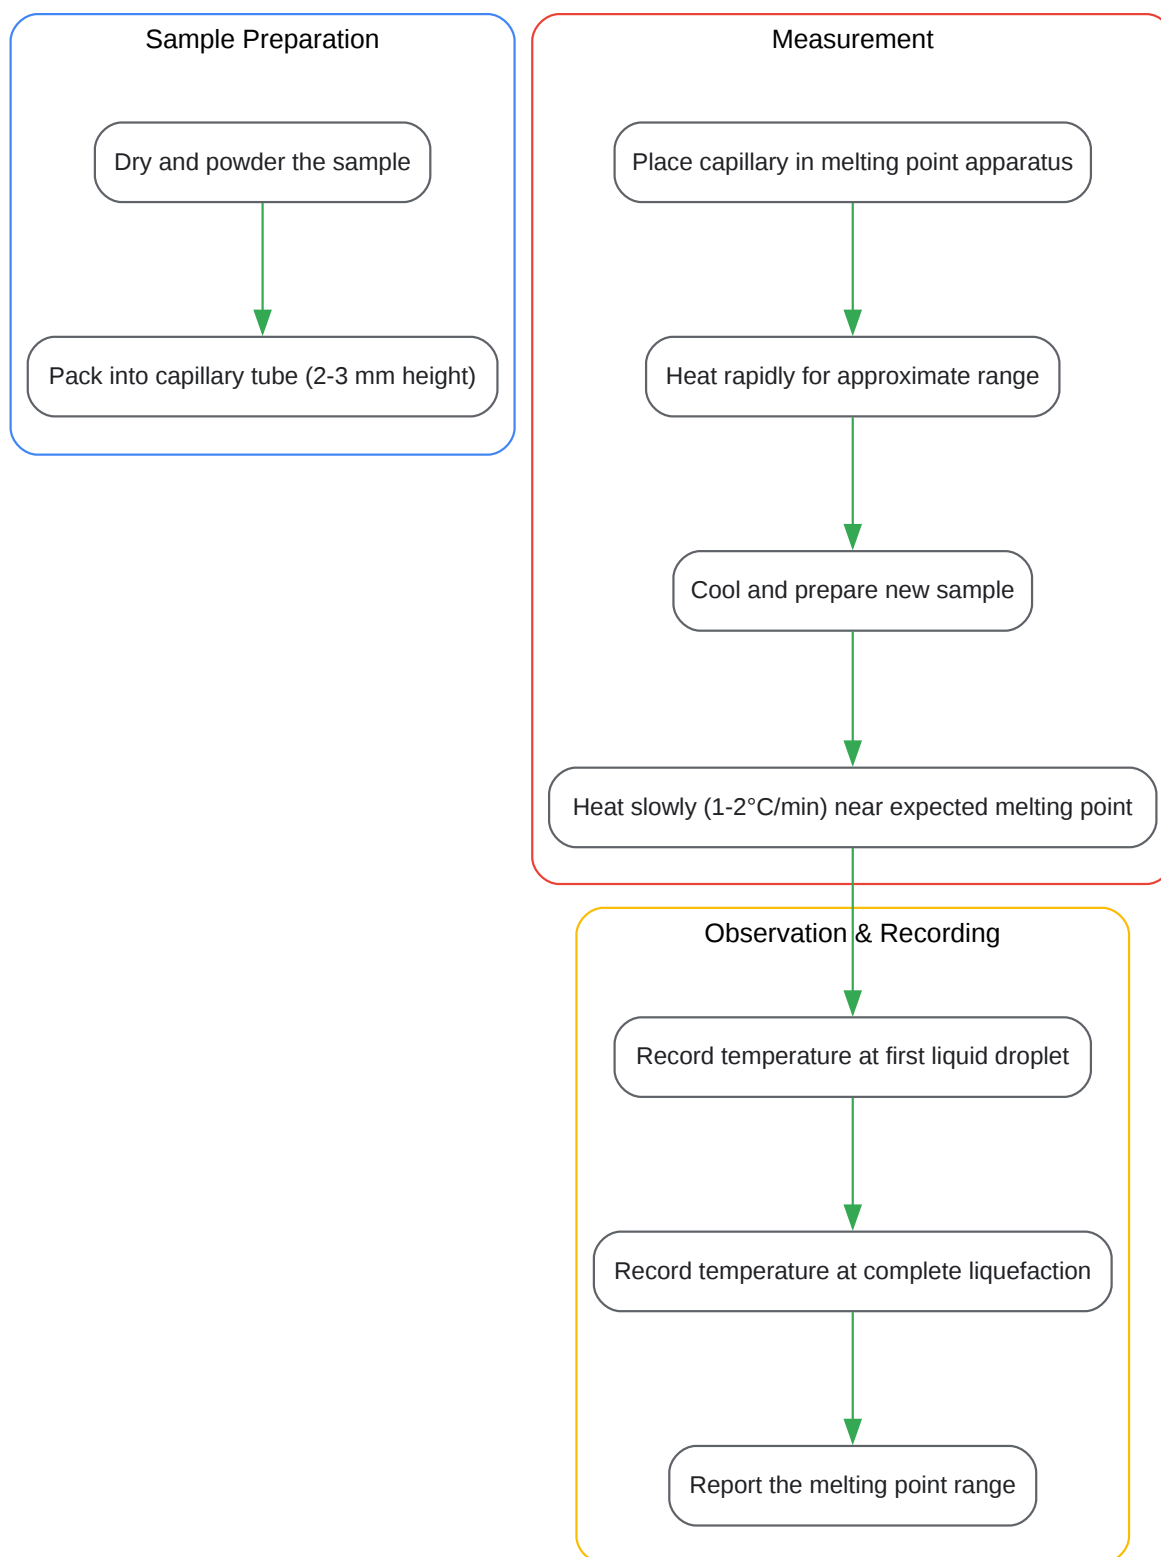 Sample Preparation
Dry and powder the sample
Pack into capillary tube (2-3 mm height)
Measurement
Place capillary in melting point apparatus
Heat rapidly for approximate range
Cool and prepare new sample
Heat slowly (1-2°C/min) near expected melting point
Observation & Recording
Record temperature at first liquid droplet
Record temperature at complete liquefaction
Report the melting point range